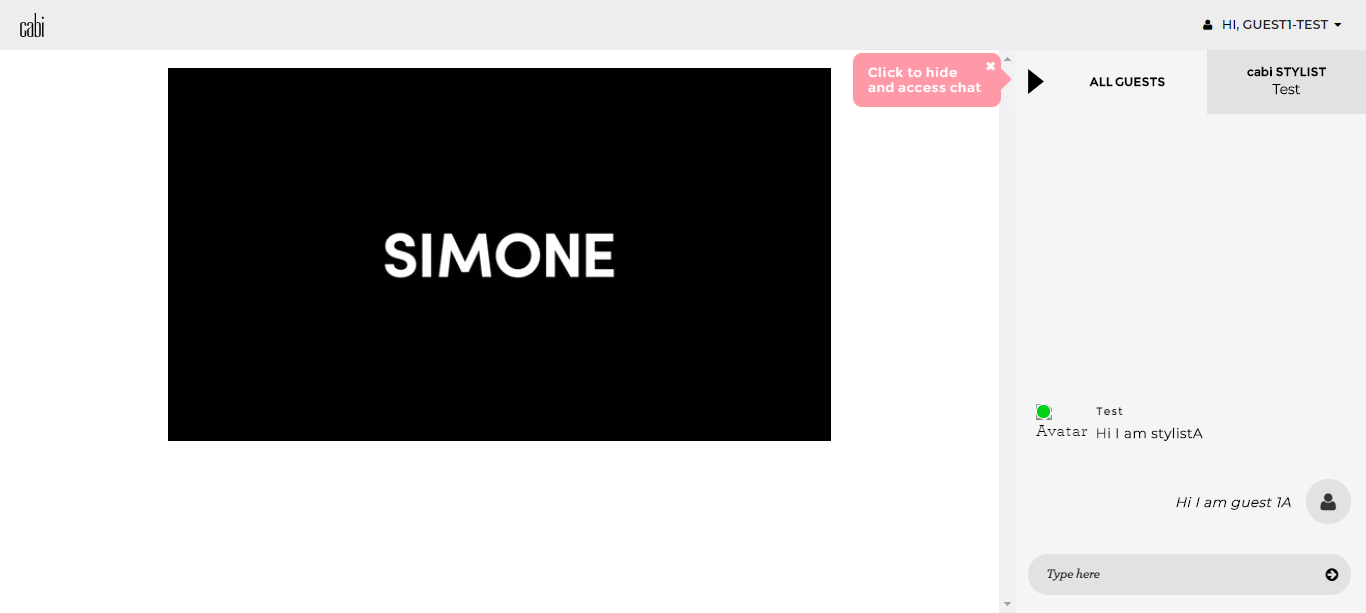 cabi
HI, GUEST1-TEST
Click to hide
and access chat
ALL GUESTS
cabi STYLIST
Test
SIMONE
Test
Avatar
Hi I am stylistA
Hi I am guest 1A
Type here